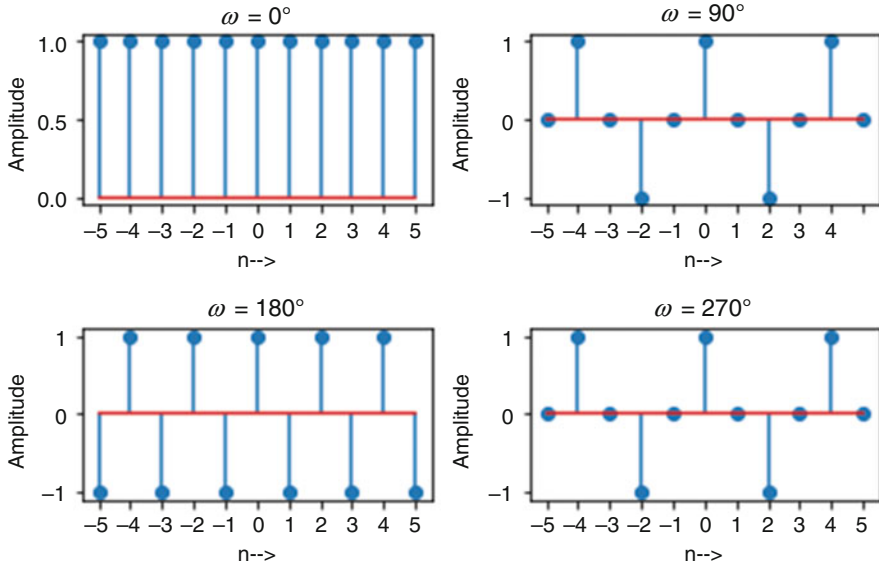 ω = 0°
1.0
0.5
0.0
Amplitude
–5 –4 –3 –2 –1 0 1 2 3 4 5
n-->
ω = 90°
1
0
–1
Amplitude
–5 –4 –3 –2 –1 0 1 2 3 4
n-->
ω = 180°
1
0
–1
Amplitude
–5 –4 –3 –2 –1 0 1 2 3 4 5
n-->
ω = 270°
1
0
–1
Amplitude
–5 –4 –3 –2 –1 0 1 2 3 4 5
n-->